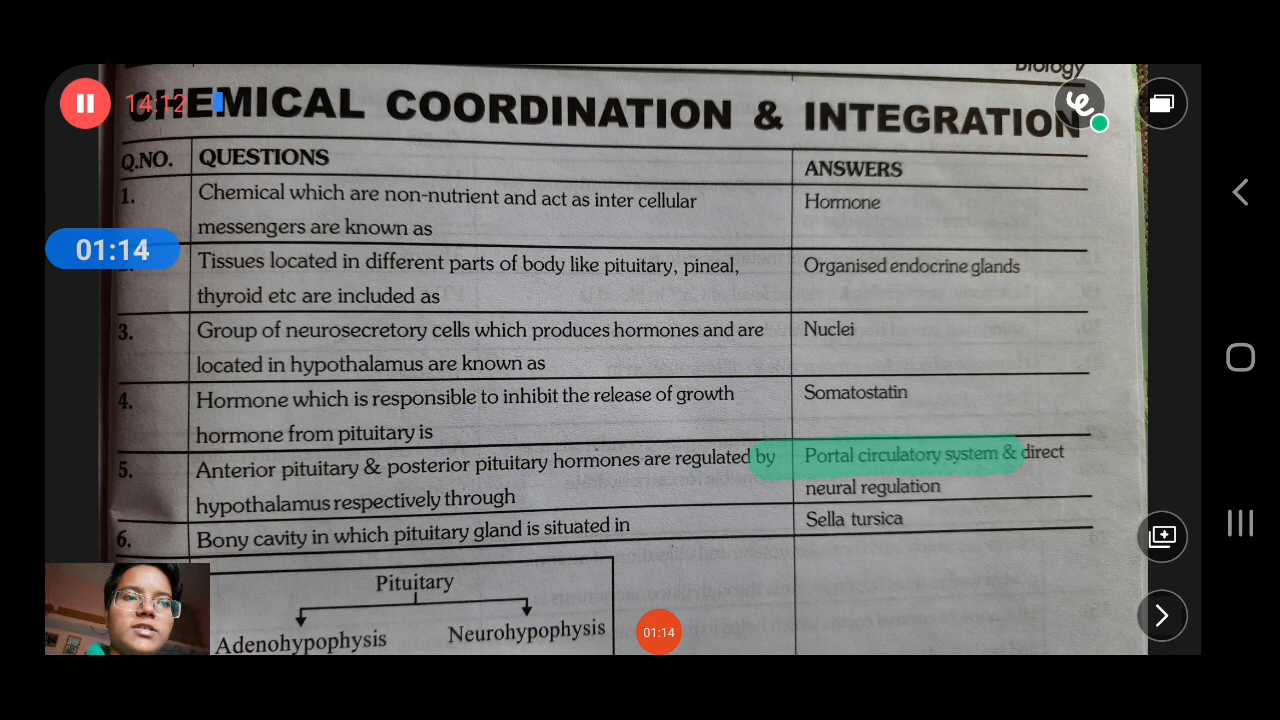 Biology
14:12
CHEMICAL COORDINATION & INTEGRATION
Q.NO. QUESTIONS ANSWERS
1. Chemical which are non-nutrient and act as inter cellular Hormone
messengers are known as
01:14
2. Tissues located in different parts of body like pituitary, pineal, Organised endocrine glands
thyroid etc are included as
3. Group of neurosecretory cells which produces hormones and are Nuclei
located in hypothalamus are known as
4. Hormone which is responsible to inhibit the release of growth Somatostatin
hormone from pituitary is
5. Anterior pituitary & posterior pituitary hormones are regulated by Portal circulatory system & direct
hypothalamus respectively through neural regulation
6. Bony cavity in which pituitary gland is situated in Sella tursica
Pituitary
Adenohypophysis Neurohypophysis
01:14